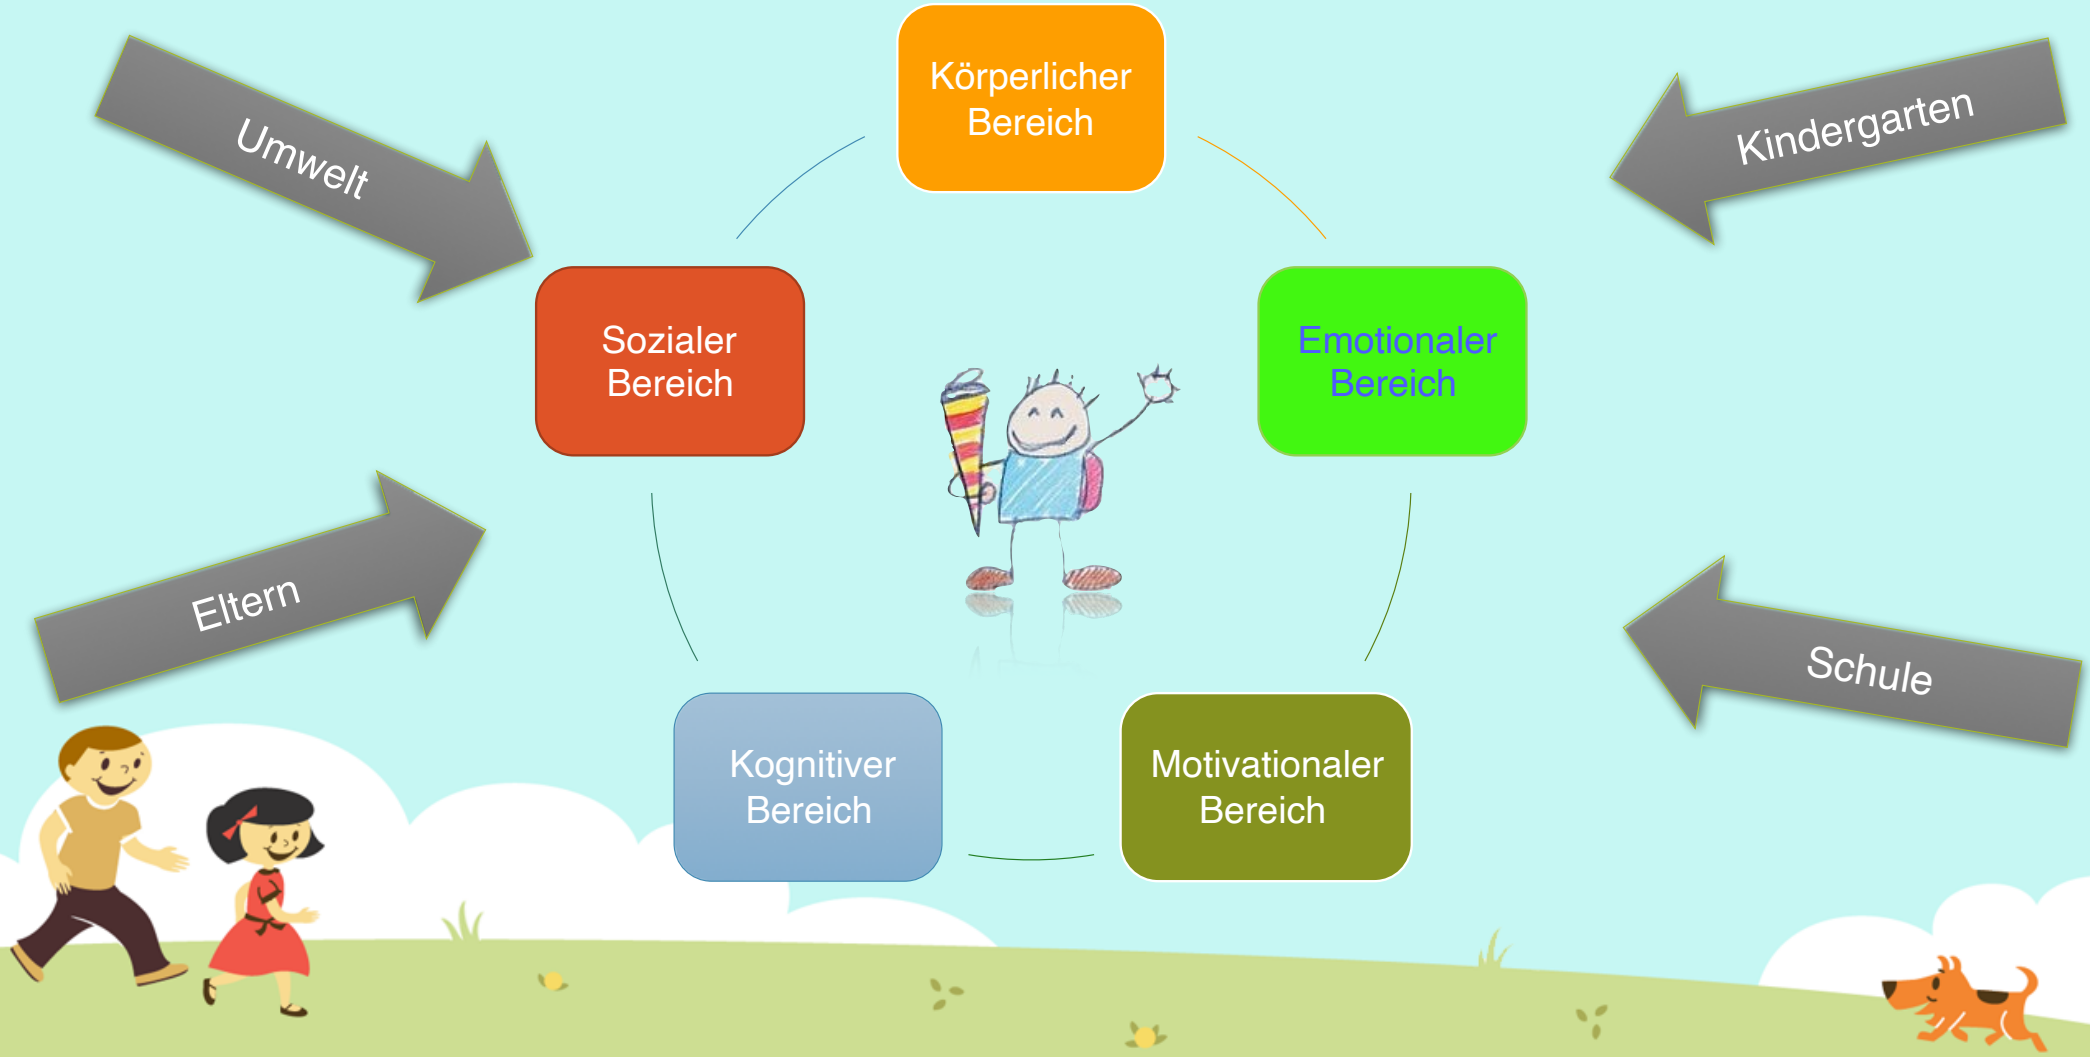 Körperlicher
Bereich
Umwelt
Kindergarten
Sozialer
Bereich
Emotionaler
Bereich
Eltern
Schule
Kognitiver
Bereich
Motivationaler
Bereich